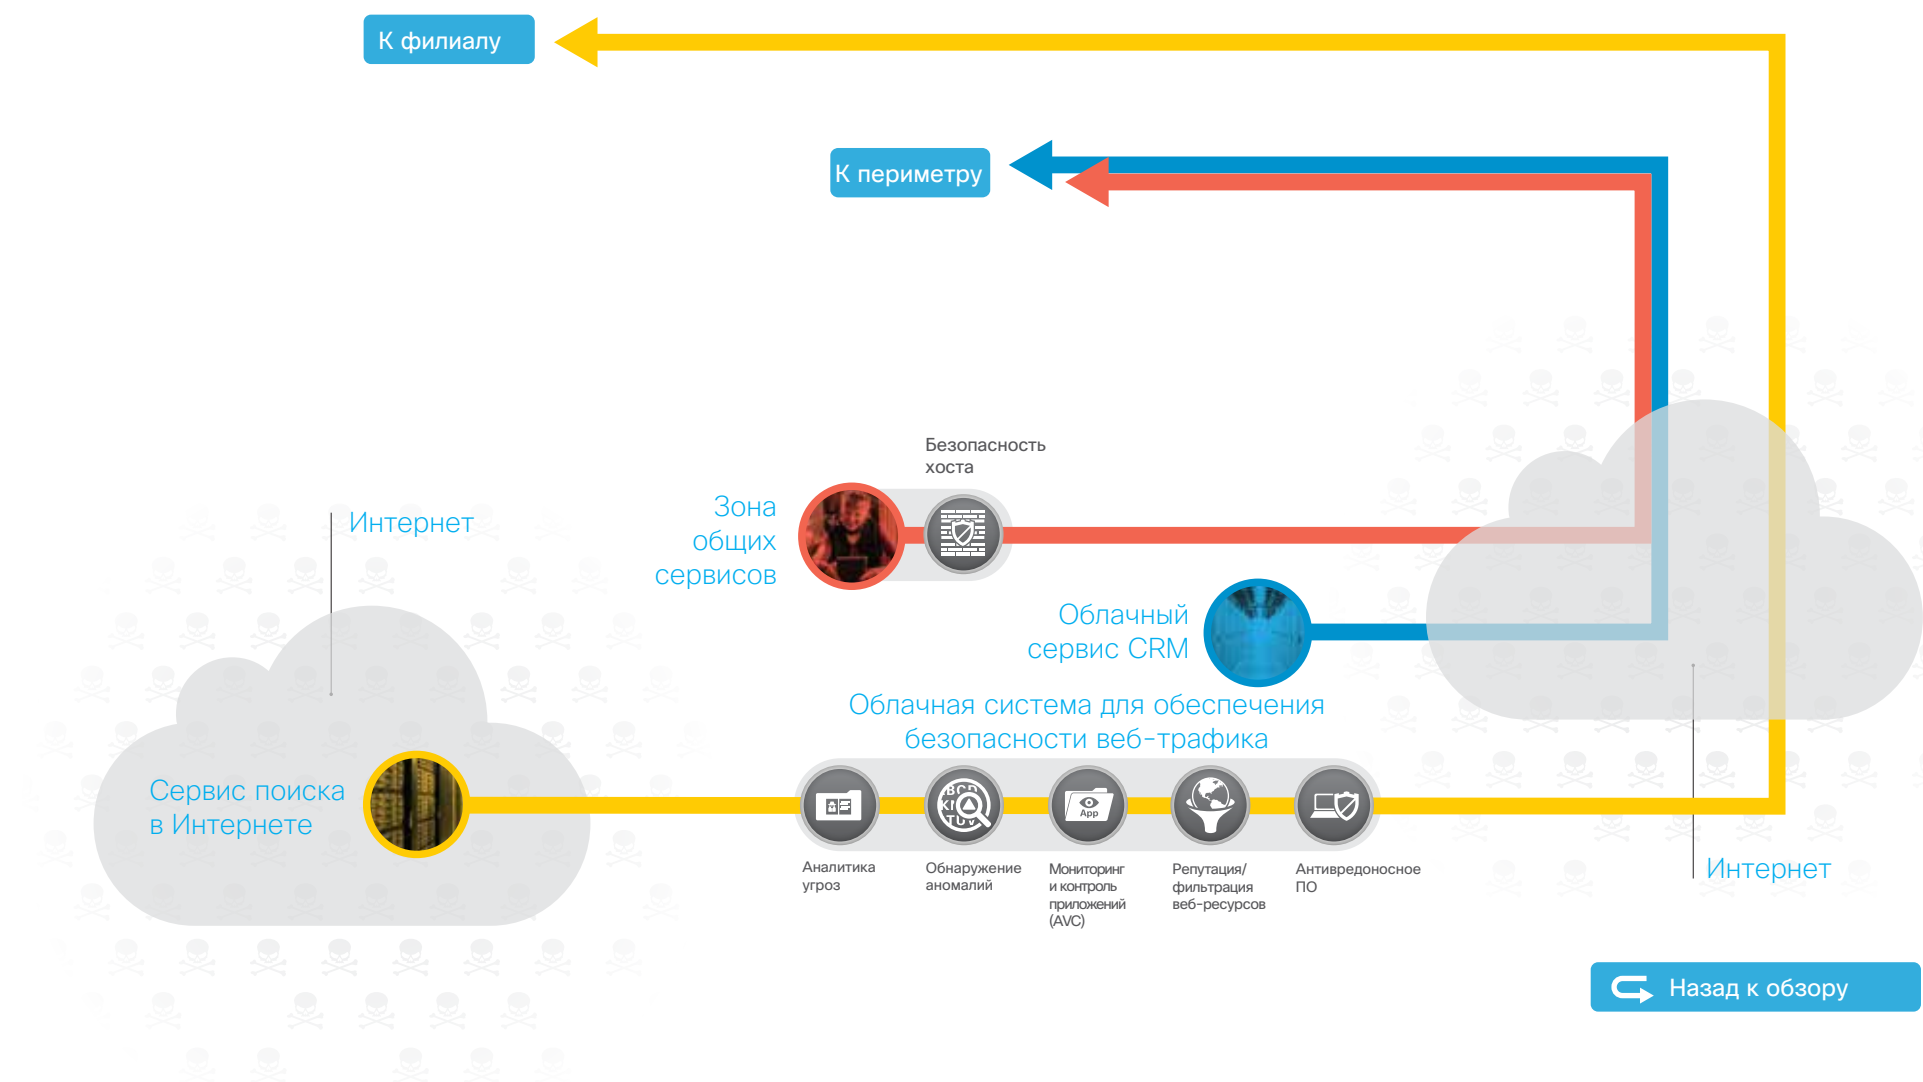 К филиалу
К периметру
Безопасность
хоста
Зона
общих
сервисов
Интернет
Облачный
сервис CRM
Облачная система для обеспечения
безопасности веб-трафика
Сервис поиска
в Интернете
App
Аналитика
угроз
Обнаружение
аномалий
Мониторинг
и контроль
приложений
(AVC)
Репутация/
фильтрация
веб-ресурсов
Антивредоносное
ПО
Интернет
Назад к обзору